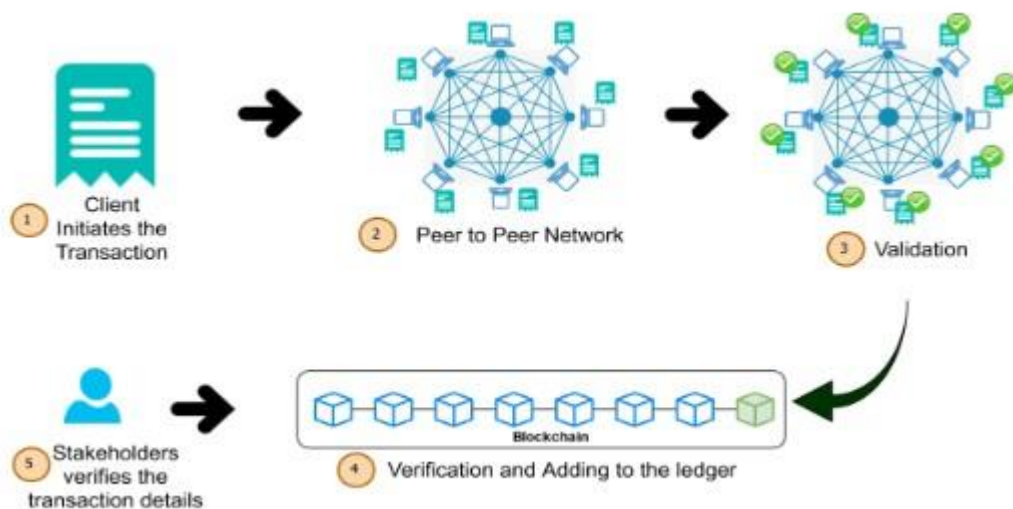 1
Client
Initiates the
Transaction
2 Peer to Peer Network
3 Validation
Blockchain
4 Verification and Adding to the ledger
5 Stakeholders
verifies the
transaction details